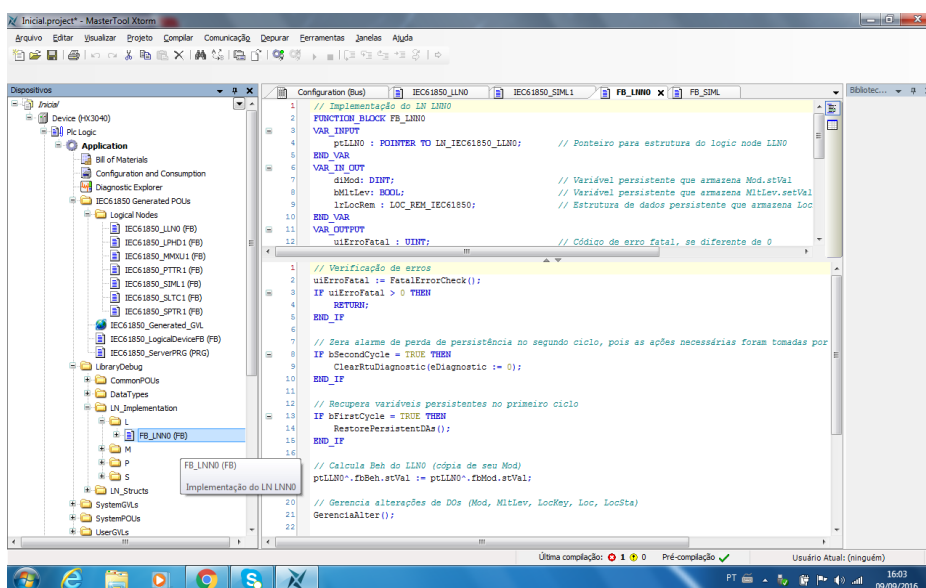 Inicial.project* - MasterTool Xtorm
Arquivo Editar Visualizar Projeto Compilar Comunicação Depurar Ferramentas Janelas Ajuda
Dispositivos
Inicial
Device (HX3040)
Plc Logic
Application
Bill of Materials
Configuration and Consumption
Diagnostic Explorer
IEC61850 Generated POUs
Logical Nodes
IEC61850_LLN0 (FB)
IEC61850_LPHD1 (FB)
IEC61850_MMXU1 (FB)
IEC61850_PTTR1 (FB)
IEC61850_SIML1 (FB)
IEC61850_SLTC1 (FB)
IEC61850_SPTR1 (FB)
IEC61850_Generated_GVL
IEC61850_LogicalDeviceFB (FB)
IEC61850_ServerPRG (PRG)
LibraryDebug
CommonPOUs
DataTypes
LN_Implementation
L
FB_LNN0 (FB)
M
P
S
LN_Structs
SystemGVLs
SystemPOUs
UserGVLs
FB_LNN0 (FB)
Implementação do LN LNN0
Configuration (Bus) IEC61850_LLN0 IEC61850_SIML1 FB_LNN0 X FB_SIML
1 // Implementação do LN LNN0
2 FUNCTION_BLOCK FB_LNN0
3 VAR_INPUT
4 ptLLN0 : POINTER TO LN_IEC61850_LLN0; // Ponteiro para estrutura do logic node LLN0
5 END_VAR
6 VAR_IN_OUT
7 diMod: DINT; // Variável persistente que armazena Mod.stVal
8 bMltLev: BOOL; // Variável persistente que armazena MltLev.setVal
9 lrLocRem : LOC_REM_IEC61850; // Estrutura de dados persistente que armazena Loc
10 END_VAR
11 VAR_OUTPUT
12 uiErroFatal : UINT; // Código de erro fatal, se diferente de 0
1 // Verificação de erros
2 uiErroFatal := FatalErrorCheck();
3 IF uiErroFatal > 0 THEN
4 RETURN;
5 END_IF
6
7 // Zera alarme de perda de persistência no segundo ciclo, pois as ações necessárias foram tomadas por
8 IF bSecondCycle = TRUE THEN
9 ClearRtuDiagnostic(eDiagnostic := 0);
10 END_IF
11
12 // Recupera variáveis persistentes no primeiro ciclo
13 IF bFirstCycle = TRUE THEN
14 RestorePersistentDAs();
15 END_IF
16
// Calcula Beh do LLN0 (cópia de seu Mod)
ptLLN0^.fbBeh.stVal := ptLLN0^.fbMod.stVal;
20 // Gerencia alterações de DOs (Mod, MltLev, LocKey, Loc, LocSta)
21 GerenciaAlter();
22
Bibliotec...
Última compilação: 1 0 Pré-compilação Usuário Atual: (ninguém)
PT
16:03
09/09/2016